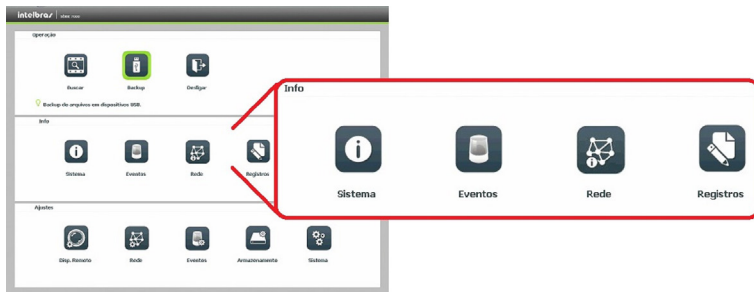 intelbras
operação
Buscar Backup Desligar
Backup de arquivos em dispositivos USB.
Info
Sistema Eventos Rede Registros
Ajustes
Disp. Remoto Rede Eventos Armazenamento Sistema
Info
Sistema Eventos Rede Registros